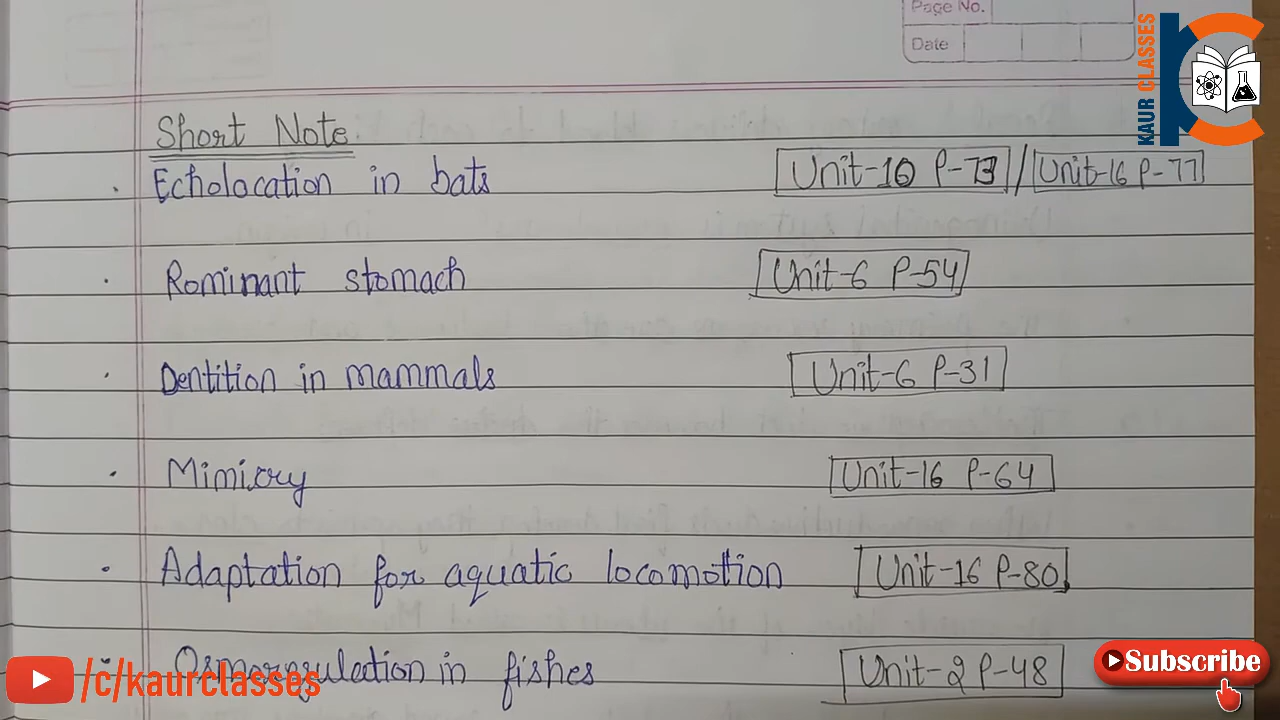 Page No.
Date
KAUR CLASSES
Short Note
Echolocation in bats Unit-10 P-73 / Unit-16 P-77
Rominant stomach Unit-6 P-54
Dentition in mammals Unit-6 P-31
Mimicry Unit-16 P-64
Adaptation for aquatic locomotion Unit-16 P-80
Osmoregulation in fishes Unit-2 P-48
/c/kaurclasses
Subscribe